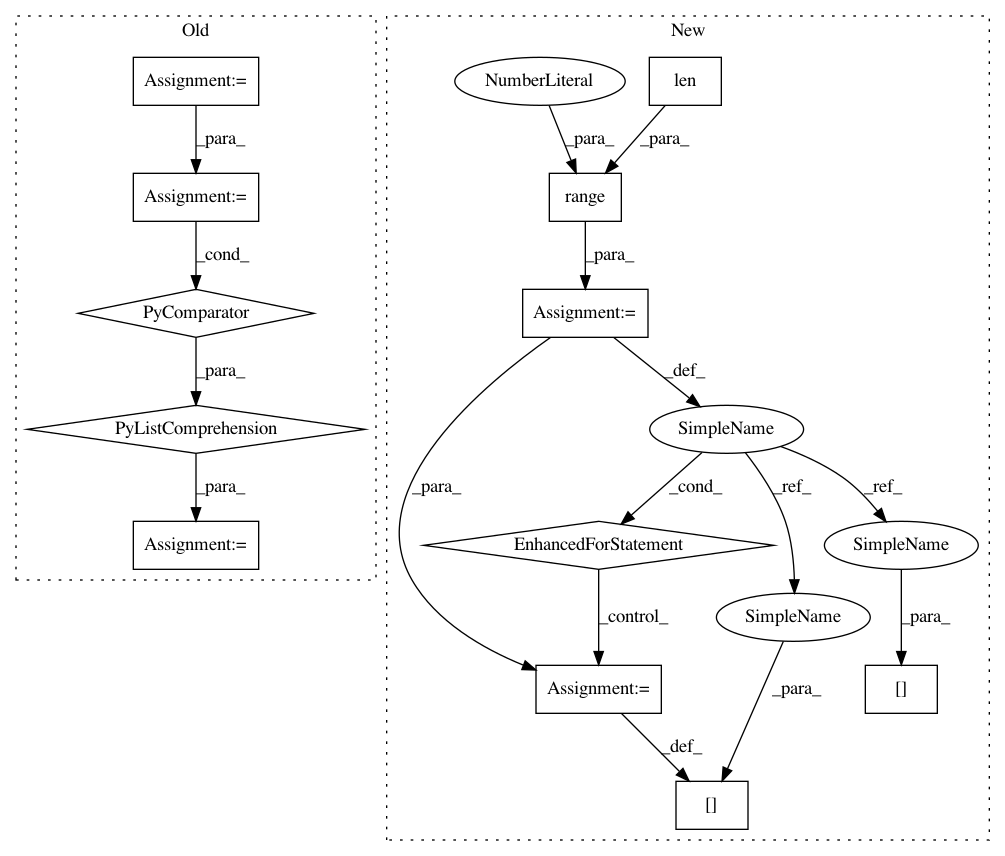 Old
New
Assignment:=
NumberLiteral
len
_para_
_para_
_para_
Assignment:=
range
_cond_
_para_
PyComparator
Assignment:=
_para_
_def_
PyListComprehension
SimpleName
_para_
_para_
_cond_
_ref_
_ref_
Assignment:=
EnhancedForStatement
SimpleName
_control_
SimpleName
_para_
Assignment:=
_para_
[]
_def_
[]